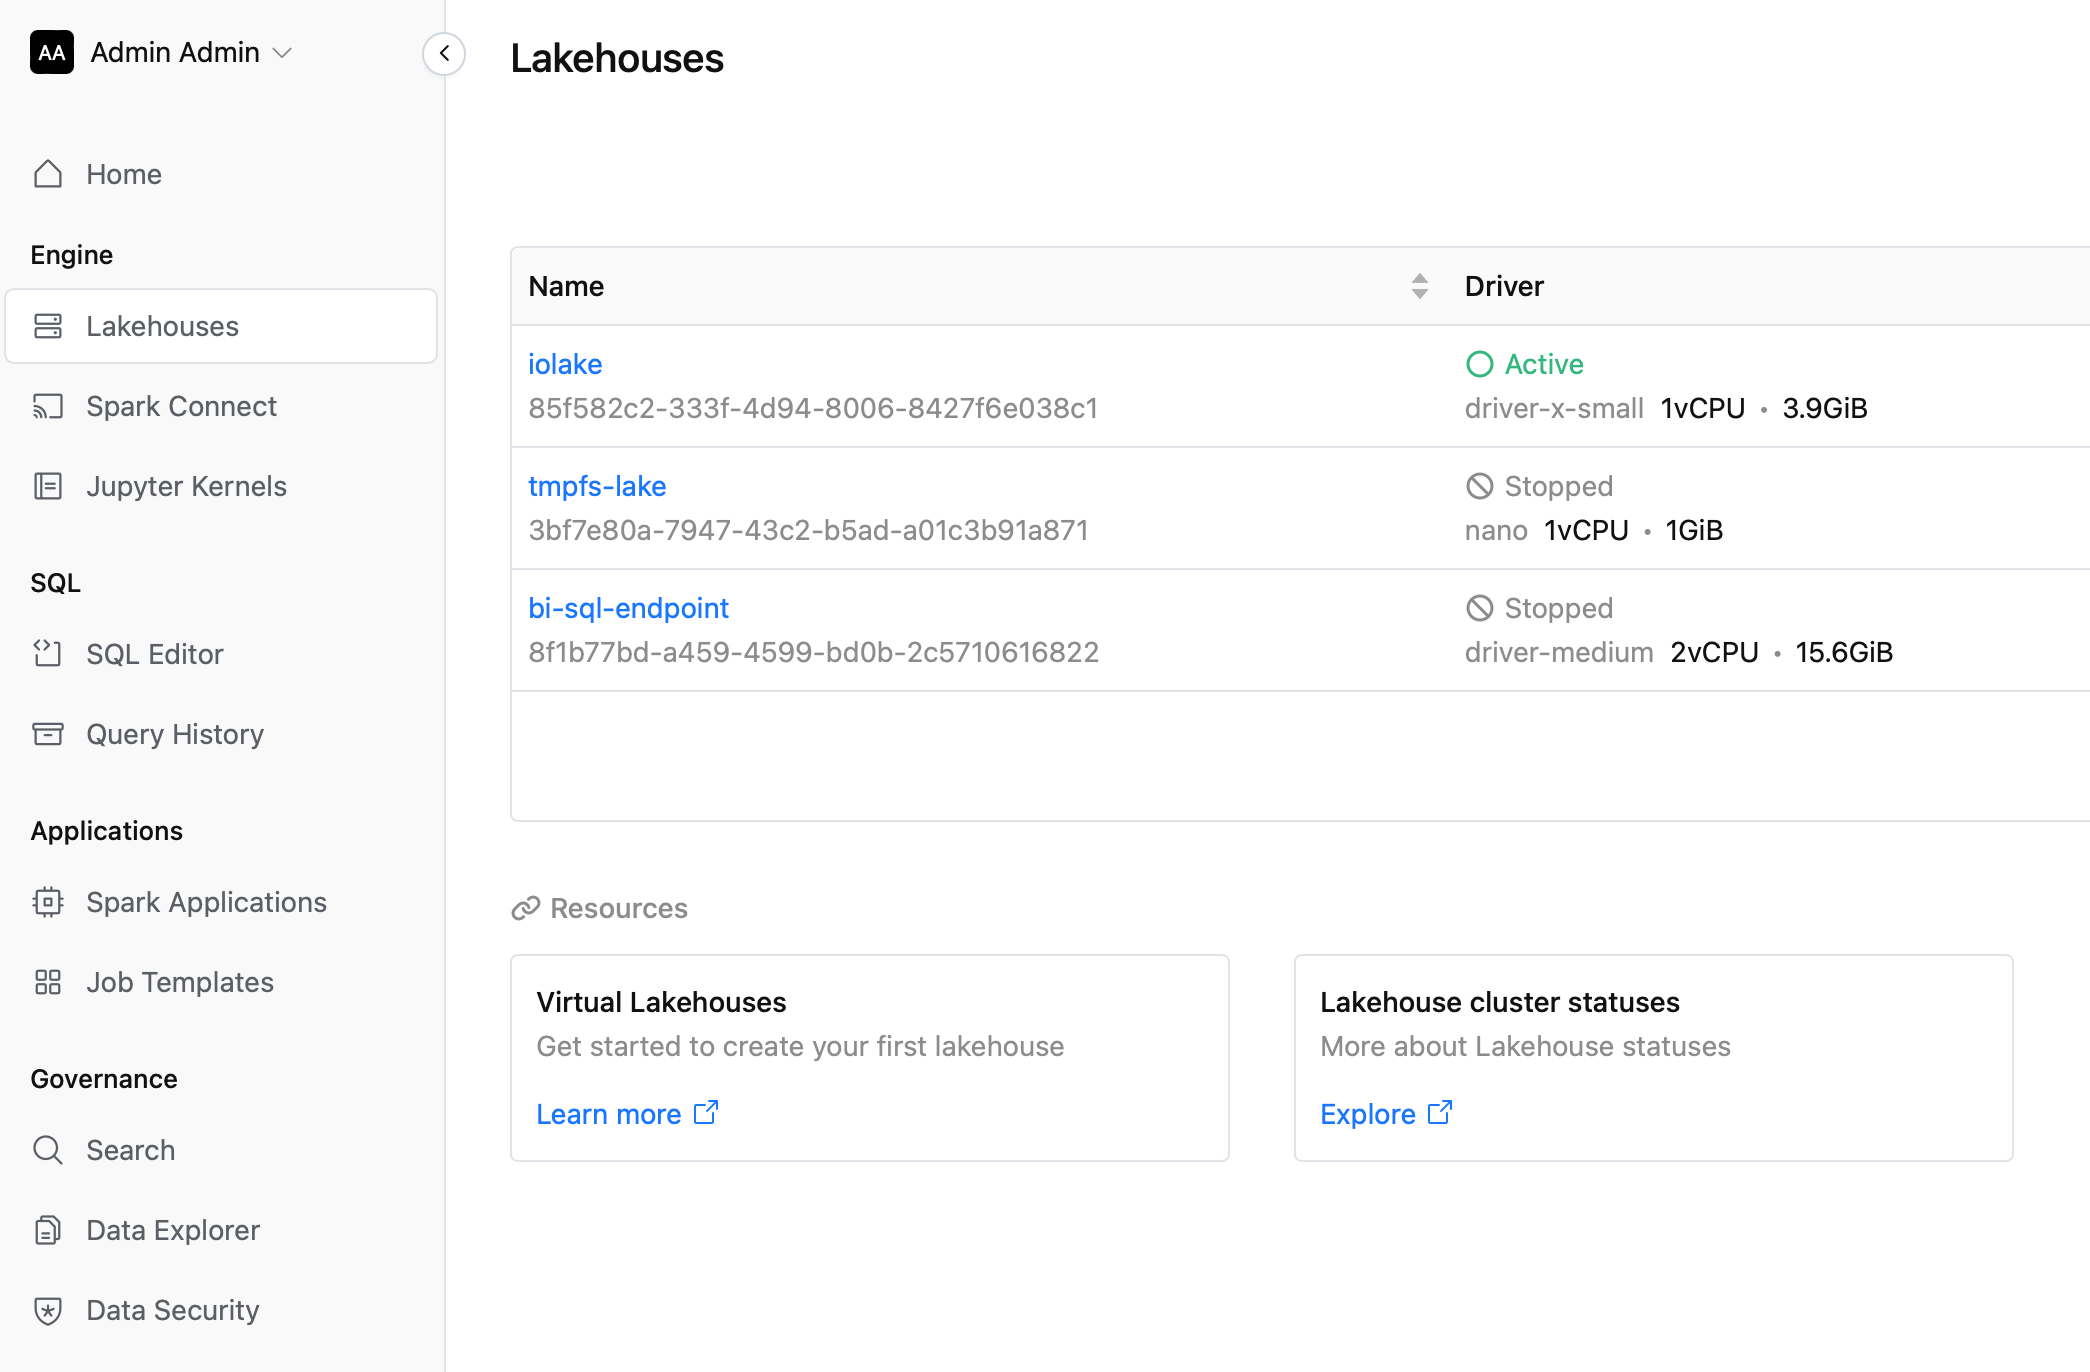 AA Admin Admin
Home
Engine
Lakehouses
Spark Connect
Jupyter Kernels
SQL
SQL Editor
Query History
Applications
Spark Applications
Job Templates
Governance
Search
Data Explorer
Data Security
Lakehouses
Name Driver
iolake Active
85f582c2-333f-4d94-8006-8427f6e038c1 driver-x-small 1vCPU • 3.9GiB
tmpfs-lake Stopped
3bf7e80a-7947-43c2-b5ad-a01c3b91a871 nano 1vCPU • 1GiB
bi-sql-endpoint Stopped
8f1b77bd-a459-4599-bd0b-2c5710616822 driver-medium 2vCPU • 15.6GiB
Resources
Virtual Lakehouses
Get started to create your first lakehouse
Learn more
Lakehouse cluster statuses
More about Lakehouse statuses
Explore